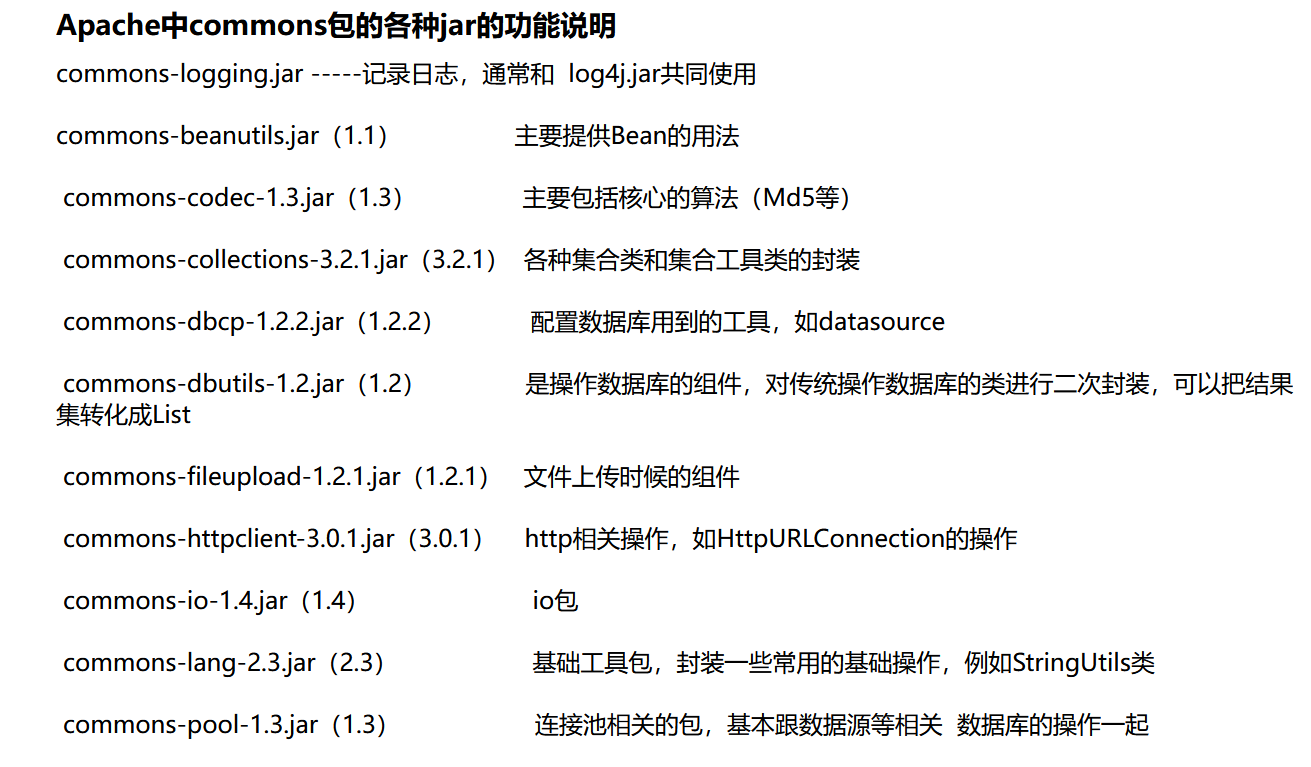 Apache中commons包的各种jar的功能说明
commons-logging.jar -----记录日志，通常和 log4j.jar共同使用
commons-beanutils.jar（1.1） 主要提供Bean的用法
commons-codec-1.3.jar（1.3） 主要包括核心的算法（Md5等）
commons-collections-3.2.1.jar（3.2.1） 各种集合类和集合工具类的封装
commons-dbcp-1.2.2.jar（1.2.2） 配置数据库用到的工具，如datasource
commons-dbutils-1.2.jar（1.2） 是操作数据库的组件，对传统操作数据库的类进行二次封装，可以把结果
集转化成List
commons-fileupload-1.2.1.jar（1.2.1） 文件上传时候的组件
commons-httpclient-3.0.1.jar（3.0.1） http相关操作，如HttpURLConnection的操作
commons-io-1.4.jar（1.4） io包
commons-lang-2.3.jar（2.3） 基础工具包，封装一些常用的基础操作，例如StringUtils类
commons-pool-1.3.jar（1.3） 连接池相关的包，基本跟数据源等相关 数据库的操作一起